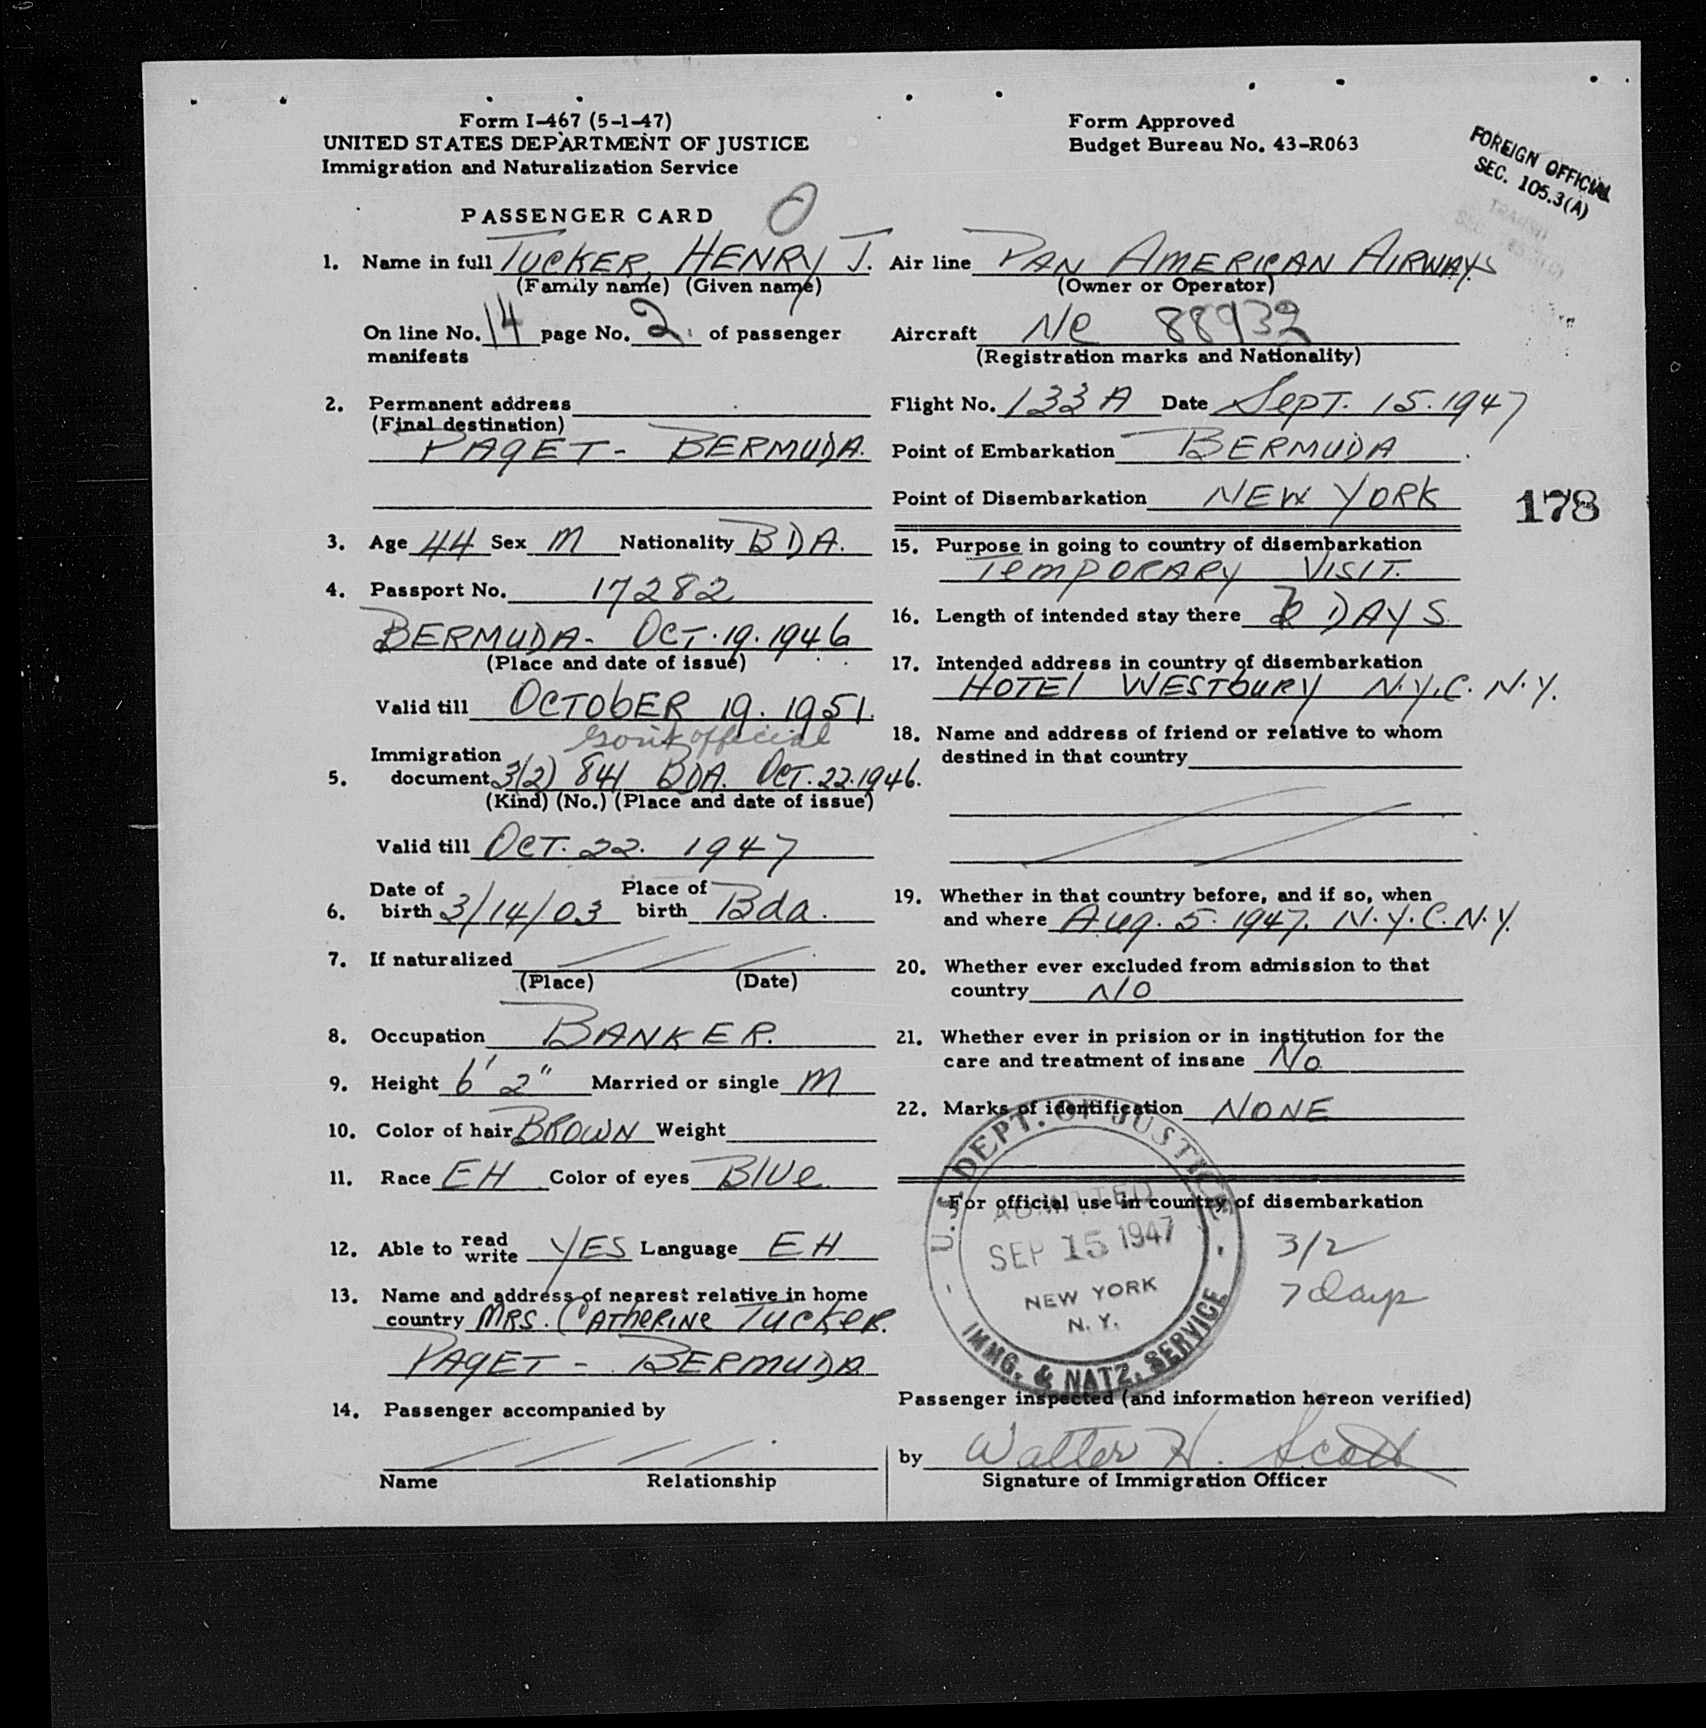 Form I-467 (5-1-47)
UNITED STATES DEPARTMENT OF JUSTICE
Immigration and Naturalization Service
PASSENGER CARD
1. Name in full TUCKER, HENRY J.
(Family name) (Given name)
On line No. 14 page No. 2 of passenger
manifests
2. Permanent address
(Final destination)
PAGET - BERMUDA.
3. Age 44 Sex M Nationality BDA.
4. Passport No. 17282
BERMUDA - OCT. 19. 1946
(Place and date of issue)
Valid till OCTObER 19. 1951.
Gov't official
Immigration
5. document 3(2) 841 BDA. OCT. 22. 1946.
(Kind) (No.) (Place and date of issue)
Valid till OCT. 22. 1947
Date of Place of
6. birth 3/14/03 birth Bda.
7. If naturalized
(Place) (Date)
8. Occupation BANKER.
9. Height 6' 2" Married or single M
10. Color of hair BROWN Weight
11. Race EH Color of eyes BlUe
12. Able to read write YES Language EH
13. Name and address of nearest relative in home
country MRS. CATHERINE TUCKER.
PAGET - BERMUDA
14. Passenger accompanied by
Name Relationship
Form Approved
Budget Bureau No. 43-R063
FOREIGN OFFICIAL
SEC. 105.3(A)
TRANSIT
Air line PAN AMERICAN AIRWAYS
(Owner or Operator)
Aircraft NC 88932
(Registration marks and Nationality)
Flight No. 133A Date SEPT. 15. 1947
Point of Embarkation BERMUDA
Point of Disembarkation NEW YORK
178
15. Purpose in going to country of disembarkation
TEMPORARY VISIT.
16. Length of intended stay there DAYS
17. Intended address in country of disembarkation
HOTEl WESTbURY N.Y.C. N.Y.
18. Name and address of friend or relative to whom
destined in that country
19. Whether in that country before, and if so, when
and where Aug. 5. 1947. N.Y.C. N.Y.
20. Whether ever excluded from admission to that
country NO
21. Whether ever in prision or in institution for the
care and treatment of insane No
22. Marks of identification NONE
For official use in country of disembarkation
3/2
7 Days
U.S. DEPT. OF JUSTICE
ADMITTED
SEP 15 1947
NEW YORK
N. Y.
IMMG. & NATZ. SERVICE
Passenger inspected (and information hereon verified)
by Walter H. Scott
Signature of Immigration Officer